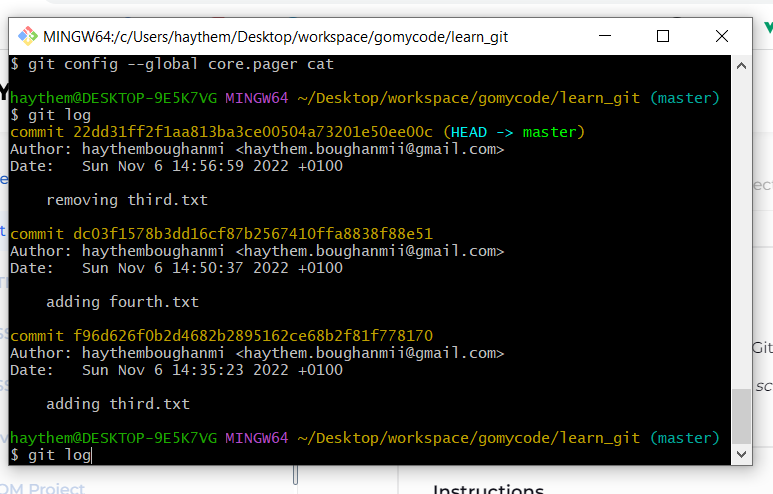 MINGW64:/c/Users/haythem/Desktop/workspace/gomycode/learn_git
$ git config --global core.pager cat
haythem@DESKTOP-9E5K7VG MINGW64 ~/Desktop/workspace/gomycode/learn_git (master)
$ git log
commit 22dd31ff2f1aa813ba3ce00504a73201e50ee00c (HEAD -> master)
Author: haythemboughanmi <haythem.boughanmii@gmail.com>
Date:   Sun Nov 6 14:56:59 2022 +0100
removing third.txt
commit dc03f1578b3dd16cf87b2567410ffa8838f88e51
Author: haythemboughanmi <haythem.boughanmii@gmail.com>
Date:   Sun Nov 6 14:50:37 2022 +0100
adding fourth.txt
commit f96d626f0b2d4682b2895162ce68b2f81f778170
Author: haythemboughanmi <haythem.boughanmii@gmail.com>
Date:   Sun Nov 6 14:35:23 2022 +0100
adding third.txt
haythem@DESKTOP-9E5K7VG MINGW64 ~/Desktop/workspace/gomycode/learn_git (master)
$ git log
Git
OM Project
Instructions